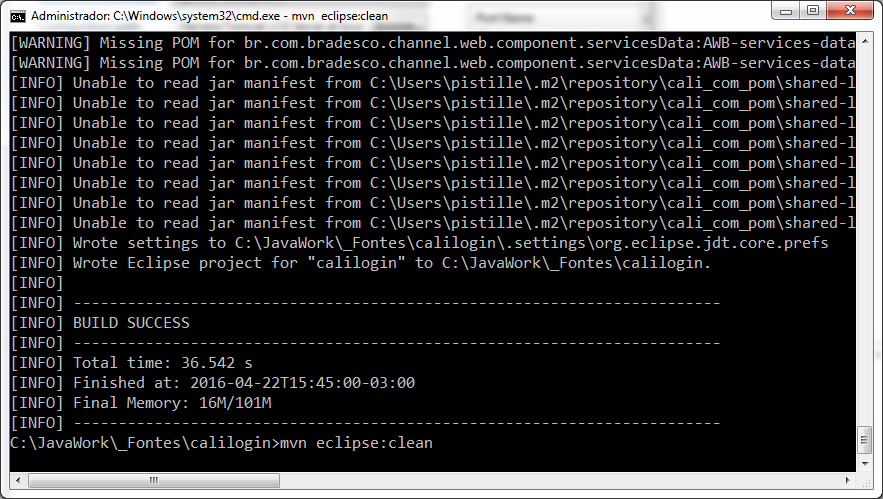 Administrador: C:\Windows\system32\cmd.exe - mvn  eclipse:clean
[WARNING] Missing POM for br.com.bradesco.channel.web.component.servicesData:AWB-services-data
[WARNING] Missing POM for br.com.bradesco.channel.web.component.servicesData:AWB-services-data
[INFO] Unable to read jar manifest from C:\Users\pistille\.m2\repository\cali_com_pom\shared-l
[INFO] Unable to read jar manifest from C:\Users\pistille\.m2\repository\cali_com_pom\shared-l
[INFO] Unable to read jar manifest from C:\Users\pistille\.m2\repository\cali_com_pom\shared-l
[INFO] Unable to read jar manifest from C:\Users\pistille\.m2\repository\cali_com_pom\shared-l
[INFO] Unable to read jar manifest from C:\Users\pistille\.m2\repository\cali_com_pom\shared-l
[INFO] Unable to read jar manifest from C:\Users\pistille\.m2\repository\cali_com_pom\shared-l
[INFO] Unable to read jar manifest from C:\Users\pistille\.m2\repository\cali_com_pom\shared-l
[INFO] Unable to read jar manifest from C:\Users\pistille\.m2\repository\cali_com_pom\shared-l
[INFO] Wrote settings to C:\JavaWork\_Fontes\calilogin\.settings\org.eclipse.jdt.core.prefs
[INFO] Wrote Eclipse project for "calilogin" to C:\JavaWork\_Fontes\calilogin.
[INFO]
[INFO] ------------------------------------------------------------------------
[INFO] BUILD SUCCESS
[INFO] ------------------------------------------------------------------------
[INFO] Total time: 36.542 s
[INFO] Finished at: 2016-04-22T15:45:00-03:00
[INFO] Final Memory: 16M/101M
[INFO] ------------------------------------------------------------------------
C:\JavaWork\_Fontes\calilogin>mvn eclipse:clean